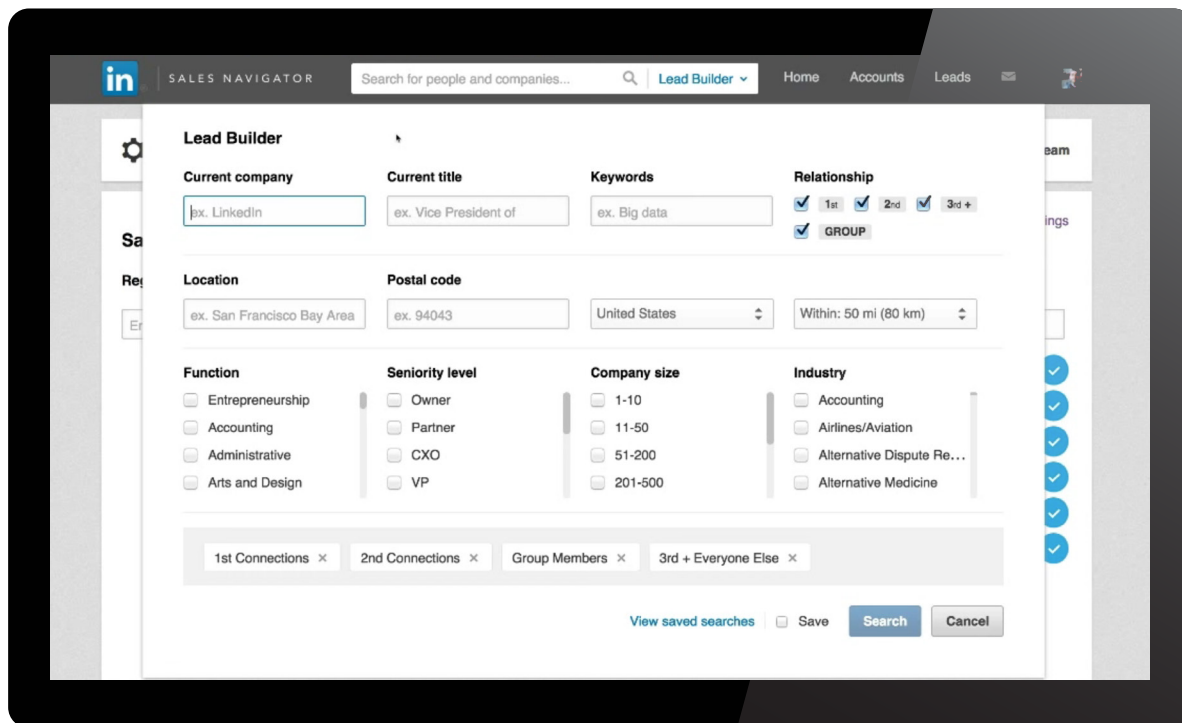 in SALES NAVIGATOR Search for people and companies... Lead Builder Home Accounts Leads
Lead Builder
eam
Current company Current title Keywords Relationship
ex. LinkedIn ex. Vice President of ex. Big data 1st 2nd 3rd +
ings
GROUP
Sa
Reg Location Postal code
ex. San Francisco Bay Area ex. 94043 United States Within: 50 mi (80 km)
Er
Function Seniority level Company size Industry
Entrepreneurship Owner 1-10 Accounting
Accounting Partner 11-50 Airlines/Aviation
Administrative CXO 51-200 Alternative Dispute Re...
Arts and Design VP 201-500 Alternative Medicine
1st Connections × 2nd Connections × Group Members × 3rd + Everyone Else ×
View saved searches Save Search Cancel